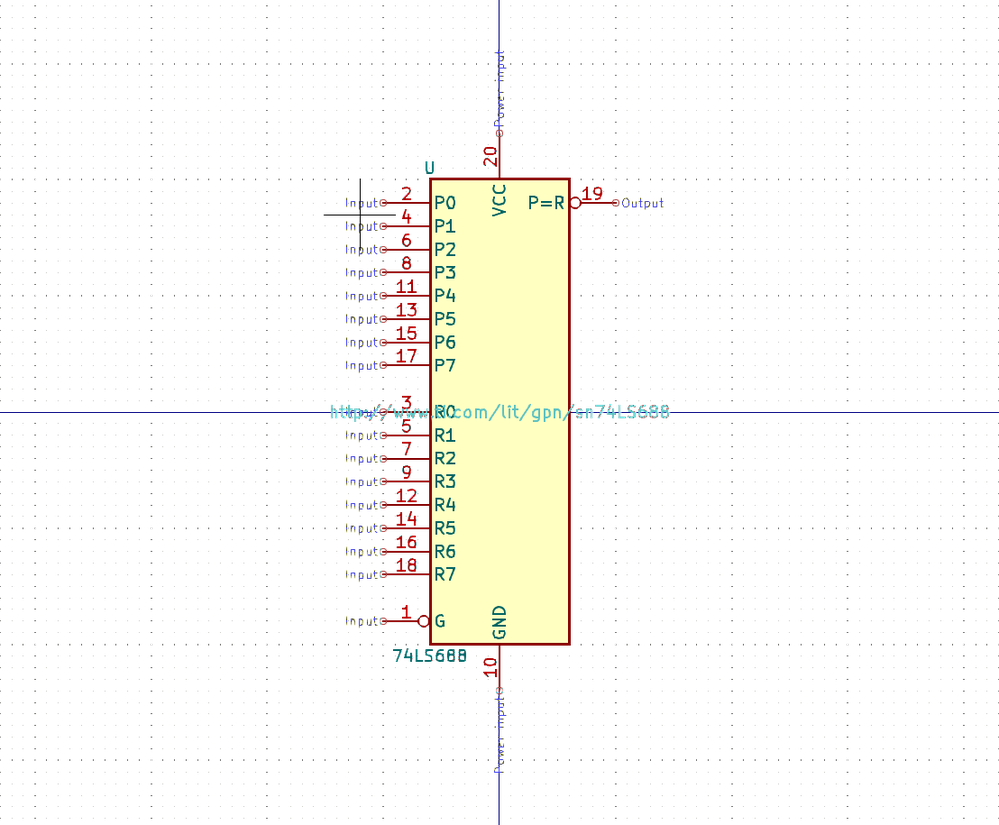 Power input
20
U
VCC
Input 2 P0
P=R 19 Output
Input 4 P1
Input 6 P2
Input 8 P3
Input 11 P4
Input 13 P5
Input 15 P6
Input 17 P7
Input 3 R0
http://www.ti.com/lit/gpn/sn74LS688
Input 5 R1
Input 7 R2
Input 9 R3
Input 12 R4
Input 14 R5
Input 16 R6
Input 18 R7
Input 1 G
GND
74LS688
10
Power input